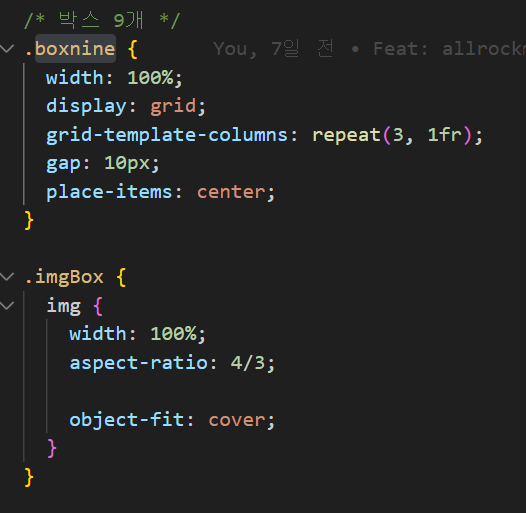 /* 박스 9개 */
.boxnine {    You, 7일 전 • Feat: allrock
width: 100%;
display: grid;
grid-template-columns: repeat(3, 1fr);
gap: 10px;
place-items: center;
}
.imgBox {
img {
width: 100%;
aspect-ratio: 4/3;
object-fit: cover;
}
}